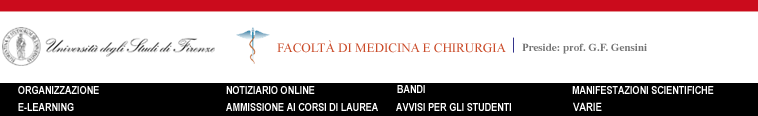 Università degli Studi di Firenze
FACOLTÀ DI MEDICINA E CHIRURGIA | Preside: prof. G.F. Gensini
ORGANIZZAZIONE NOTIZIARIO ONLINE BANDI MANIFESTAZIONI SCIENTIFICHE
E-LEARNING AMMISSIONE AI CORSI DI LAUREA AVVISI PER GLI STUDENTI VARIE